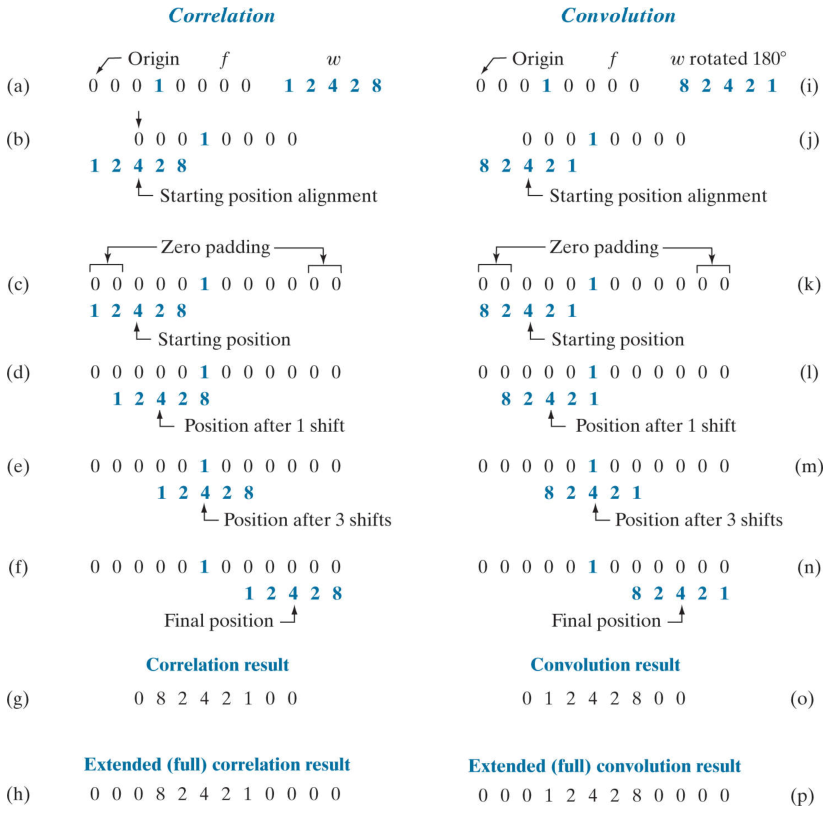 Correlation
Origin f w
(a) 0 0 0 1 0 0 0 0 1 2 4 2 8
(b) 0 0 0 1 0 0 0 0
1 2 4 2 8
Starting position alignment
Zero padding
(c) 0 0 0 0 0 1 0 0 0 0 0 0
1 2 4 2 8
Starting position
(d) 0 0 0 0 0 1 0 0 0 0 0 0
1 2 4 2 8
Position after 1 shift
(e) 0 0 0 0 0 1 0 0 0 0 0 0
1 2 4 2 8
Position after 3 shifts
(f) 0 0 0 0 0 1 0 0 0 0 0 0
1 2 4 2 8
Final position
Correlation result
(g) 0 8 2 4 2 1 0 0
Extended (full) correlation result
(h) 0 0 0 8 2 4 2 1 0 0 0 0
Convolution
Origin f w rotated 180°
0 0 0 1 0 0 0 0 8 2 4 2 1 (i)
0 0 0 1 0 0 0 0 (j)
8 2 4 2 1
Starting position alignment
Zero padding
0 0 0 0 0 1 0 0 0 0 0 0 (k)
8 2 4 2 1
Starting position
0 0 0 0 0 1 0 0 0 0 0 0 (l)
8 2 4 2 1
Position after 1 shift
0 0 0 0 0 1 0 0 0 0 0 0 (m)
8 2 4 2 1
Position after 3 shifts
0 0 0 0 0 1 0 0 0 0 0 0 (n)
8 2 4 2 1
Final position
Convolution result
0 1 2 4 2 8 0 0 (o)
Extended (full) convolution result
0 0 0 1 2 4 2 8 0 0 0 0 (p)